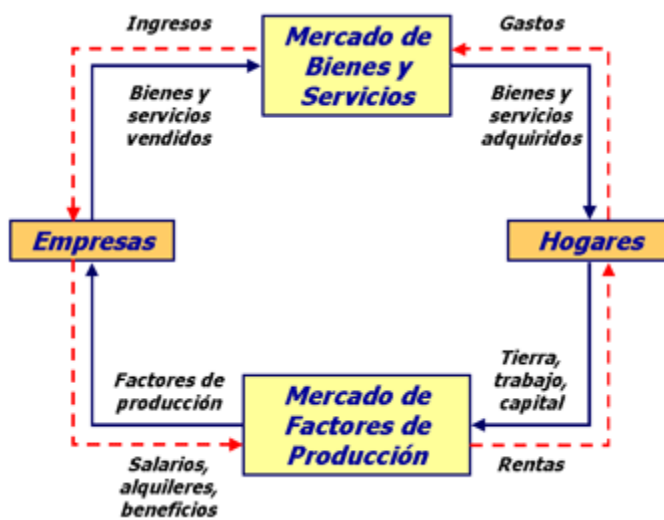 Ingresos
Mercado de
Bienes y
Servicios
Gastos
Bienes y
servicios
vendidos
Bienes y
servicios
adquiridos
Empresas
Hogares
Factores de
producción
Mercado de
Factores de
Producción
Tierra,
trabajo,
capital
Salarios,
alquileres,
beneficios
Rentas